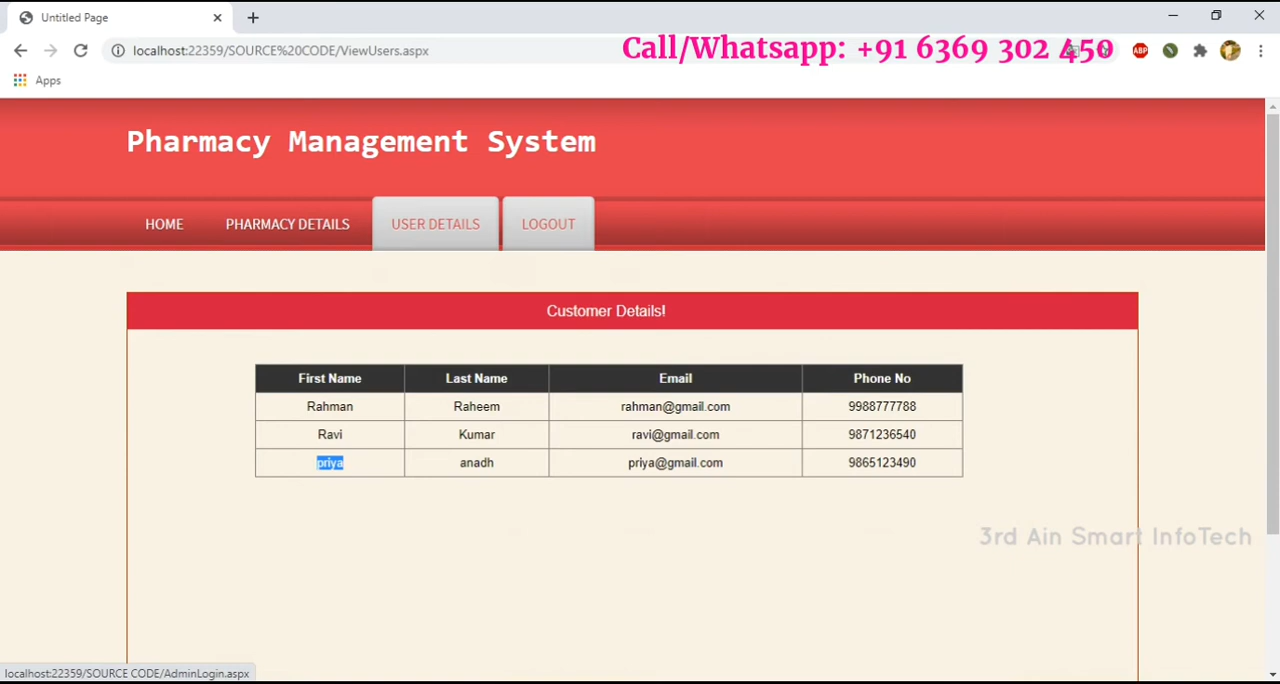 Untitled Page
localhost:22359/SOURCE%20CODE/ViewUsers.aspx
Call/Whatsapp: +91 6369 302 450
ABP
Apps
Pharmacy Management System
HOME PHARMACY DETAILS USER DETAILS LOGOUT
Customer Details!
First Name Last Name Email Phone No
Rahman Raheem rahman@gmail.com 9988777788
Ravi Kumar ravi@gmail.com 9871236540
priya anadh priya@gmail.com 9865123490
3rd Ain Smart InfoTech
localhost:22359/SOURCE CODE/AdminLogin.aspx